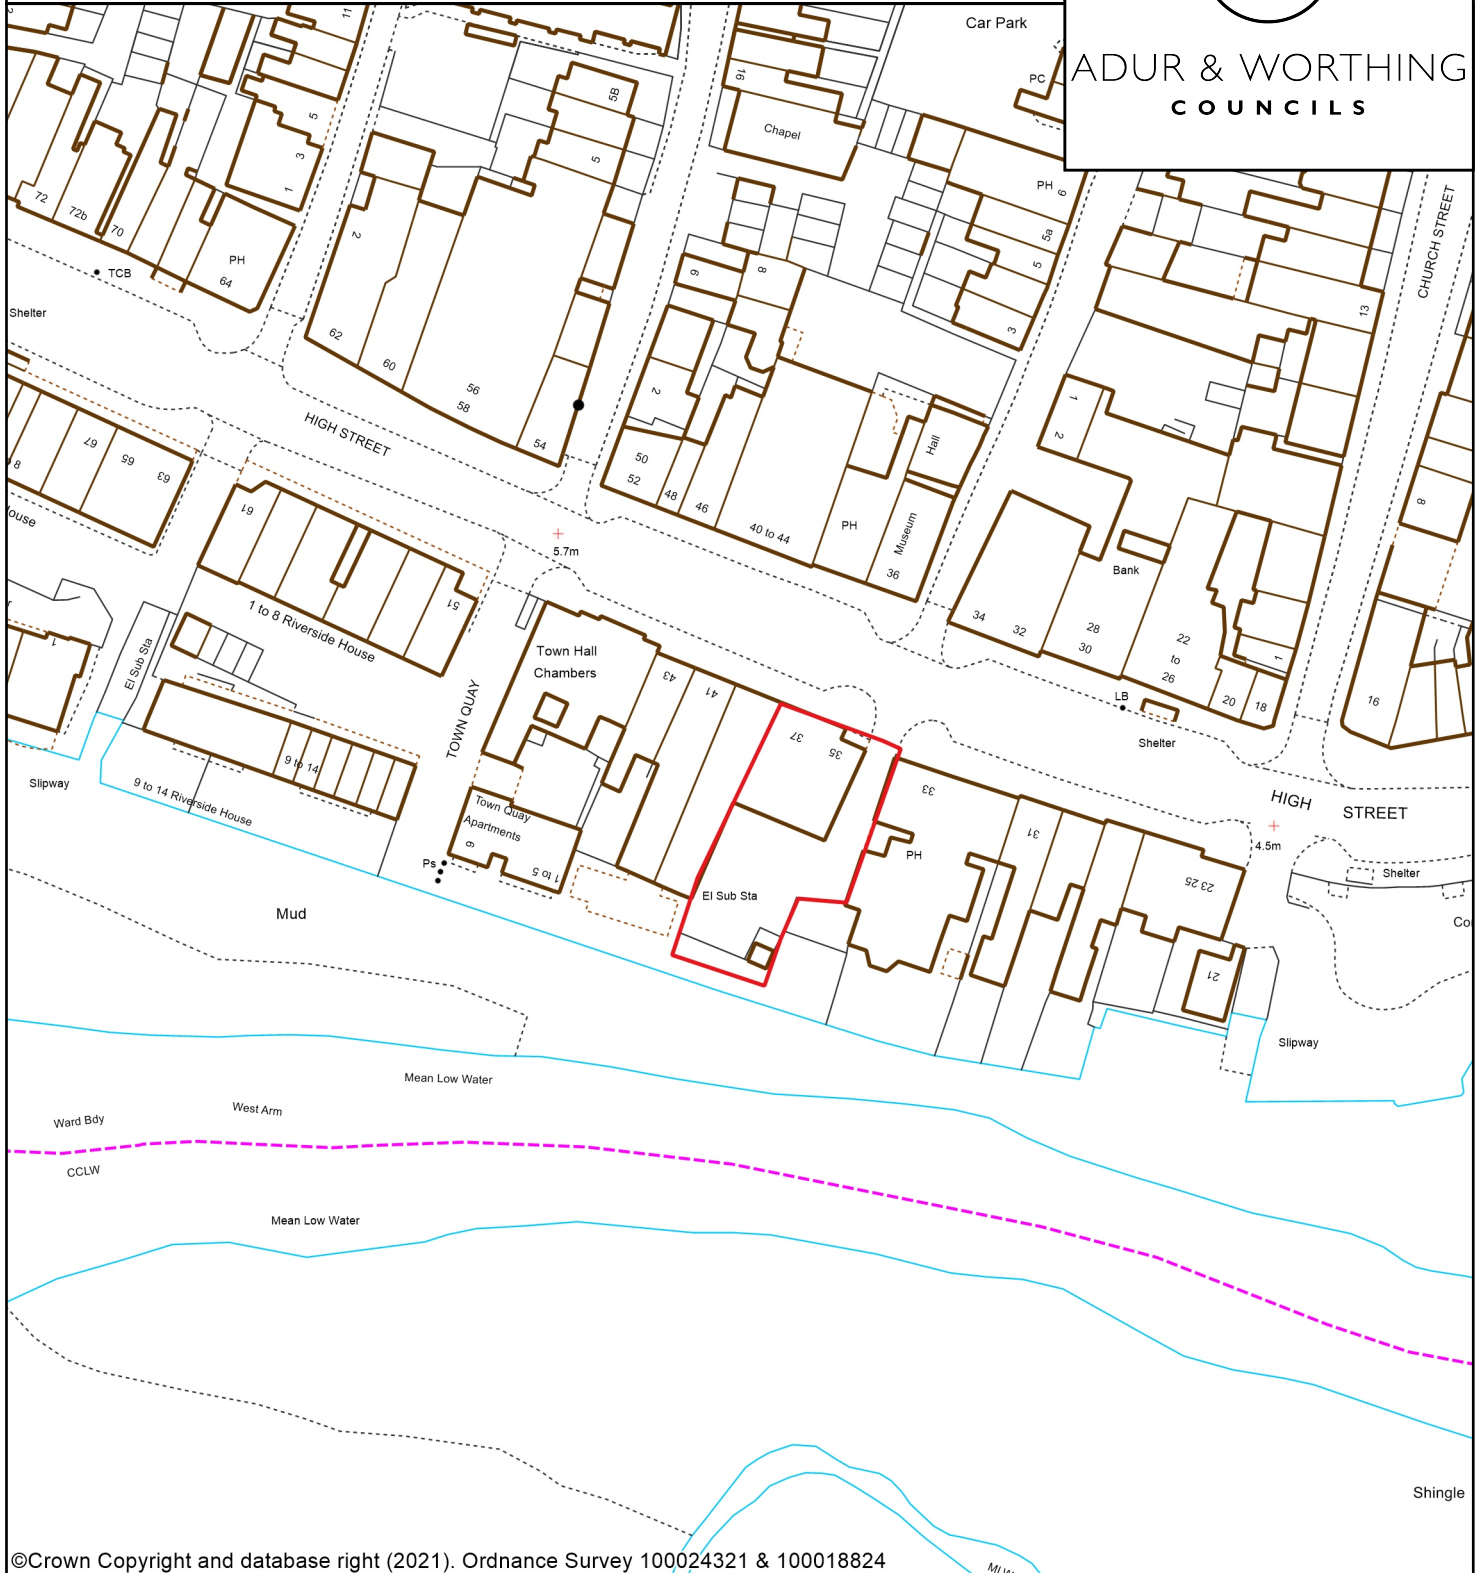 Car Park
ADUR & WORTHING
COUNCILS
11
16
PC
5B
5
Chapel
5
3
1
72
72b
70
PH
64
TCB
2
5
PH
6
5a
5
3
CHURCH STREET
13
Shelter
9
8
62
60
56
58
54
2
1
2
HIGH STREET
67
65
63
8
50
52
48
46
40 to 44
PH
Hall
Museum
36
8
61
5.7m
Bank
1 to 8 Riverside House
51
34
32
28
30
22
to
26
20
18
1
16
El Sub Sta
1
Town Hall
Chambers
43
41
LB
Shelter
TOWN QUAY
37
35
Slipway
9 to 14
9 to 14 Riverside House
33
HIGH STREET
Town Quay
Apartments
31
4.5m
6
1 to 5
PH
Ps
23 25
Shelter
El Sub Sta
Mud
21
Slipway
Mean Low Water
West Arm
Ward Bdy
CCLW
Mean Low Water
Shingle
©Crown Copyright and database right (2021). Ordnance Survey 100024321 & 100018824